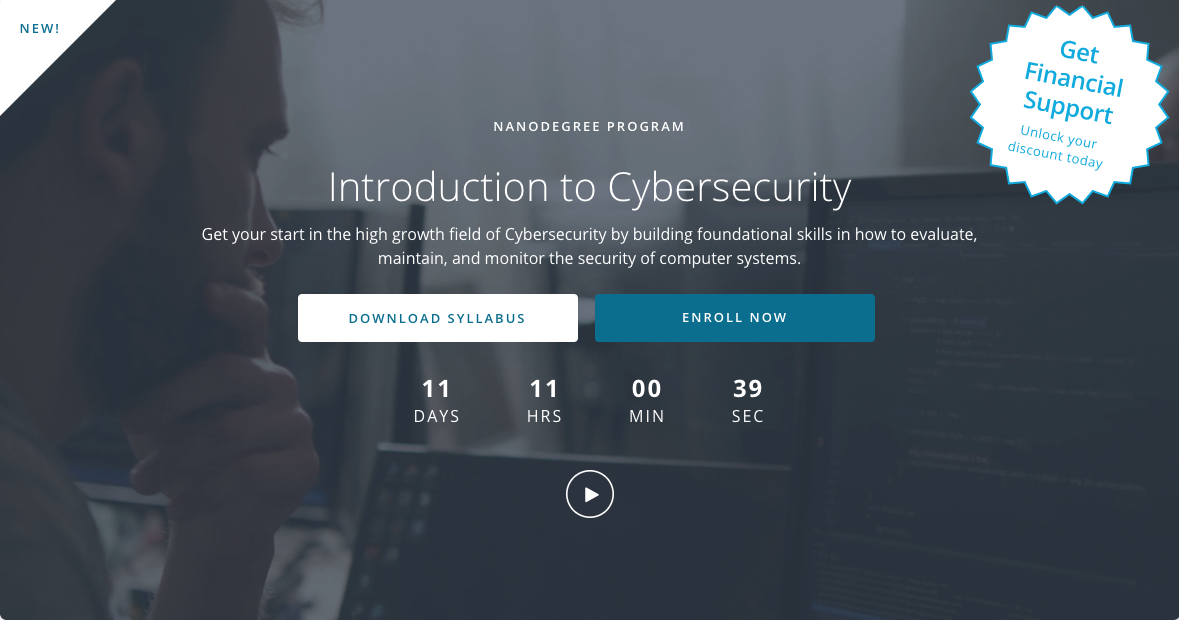 NEW!
Get
Financial
Support
Unlock your
discount today
NANODEGREE PROGRAM
Introduction to Cybersecurity
Get your start in the high growth field of Cybersecurity by building foundational skills in how to evaluate,
maintain, and monitor the security of computer systems.
DOWNLOAD SYLLABUS
ENROLL NOW
11 11 00 39
DAYS HRS MIN SEC